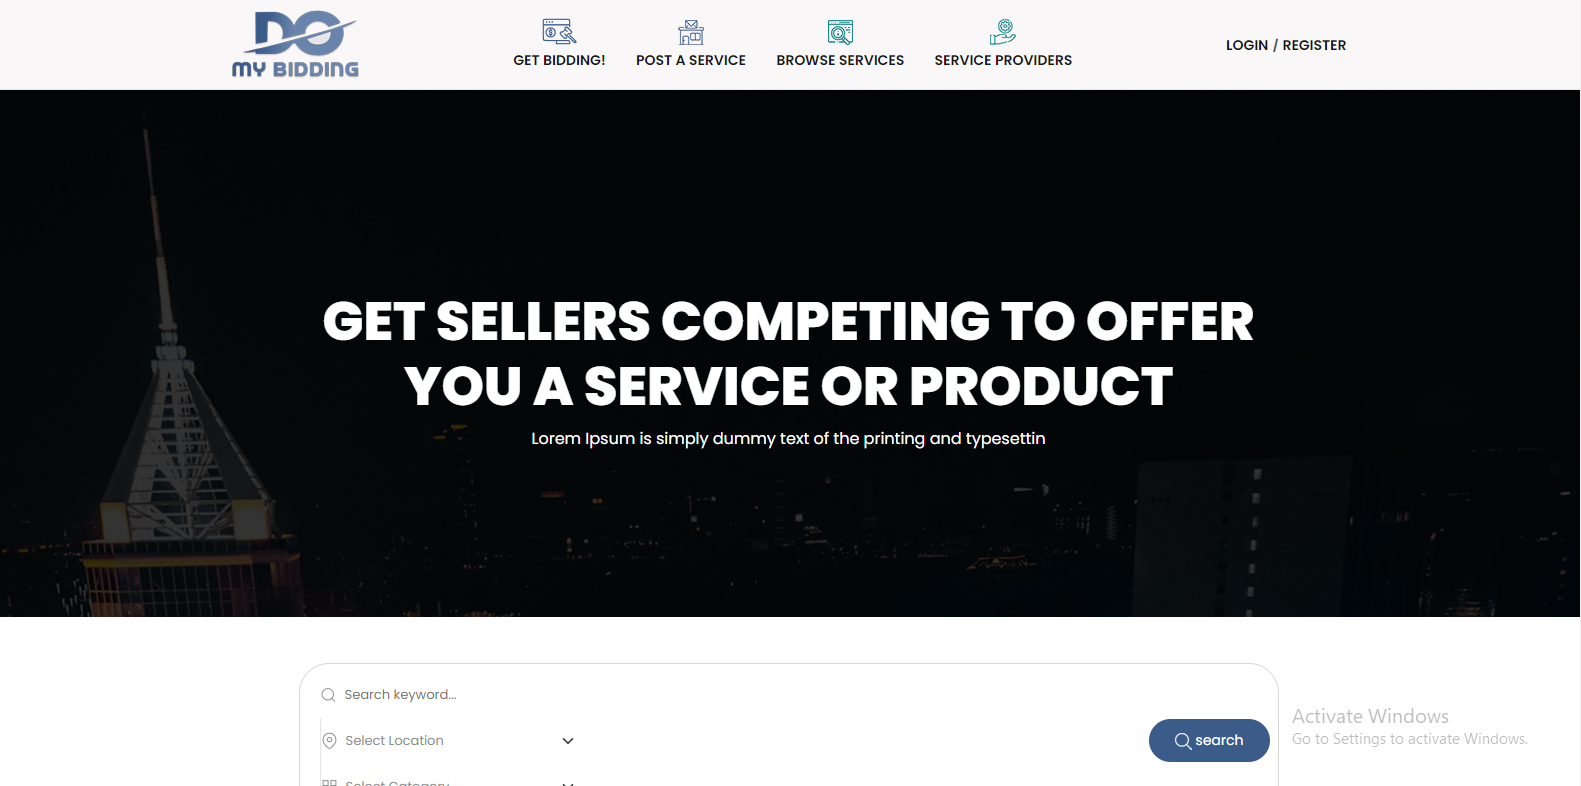 DO
MY BIDDING
GET BIDDING!
POST A SERVICE
BROWSE SERVICES
SERVICE PROVIDERS
LOGIN / REGISTER
GET SELLERS COMPETING TO OFFER
YOU A SERVICE OR PRODUCT
Lorem Ipsum is simply dummy text of the printing and typesettin
Search keyword...
Select Location
search
Select Category
Activate Windows
Go to Settings to activate Windows.